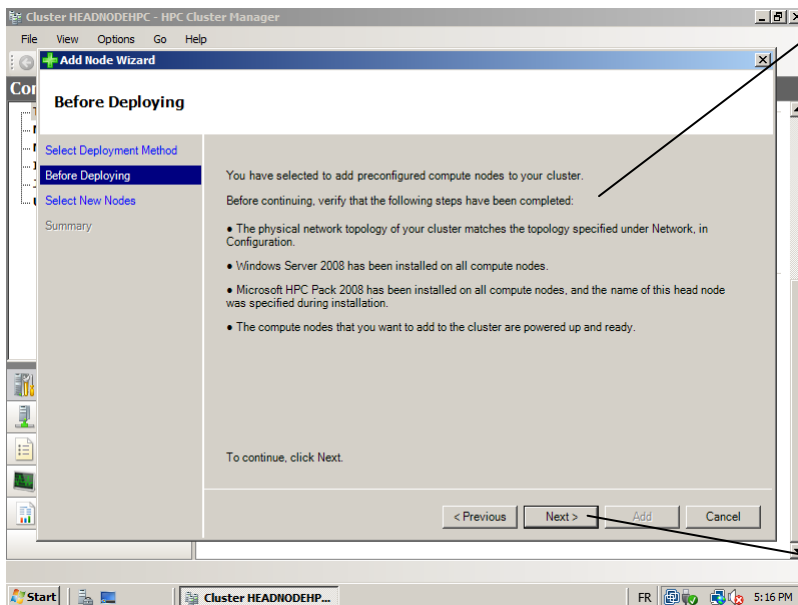 Cluster HEADNODEHPC - HPC Cluster Manager
File View Options Go Help
Add Node Wizard
Before Deploying
Select Deployment Method
Before Deploying
Select New Nodes
Summary
You have selected to add preconfigured compute nodes to your cluster.
Before continuing, verify that the following steps have been completed:
● The physical network topology of your cluster matches the topology specified under Network, in
Configuration.
● Windows Server 2008 has been installed on all compute nodes.
● Microsoft HPC Pack 2008 has been installed on all compute nodes, and the name of this head node
was specified during installation.
● The compute nodes that you want to add to the cluster are powered up and ready.
To continue, click Next.
< Previous Next > Add Cancel
Start Cluster HEADNODEHP... FR 5:16 PM